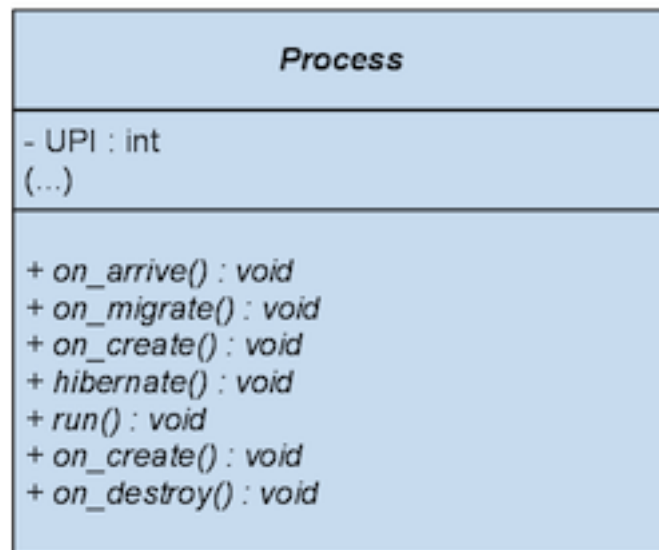 Process
- UPI : int
(...)
+ on_arrive() : void
+ on_migrate() : void
+ on_create() : void
+ hibernate() : void
+ run() : void
+ on_create() : void
+ on_destroy() : void